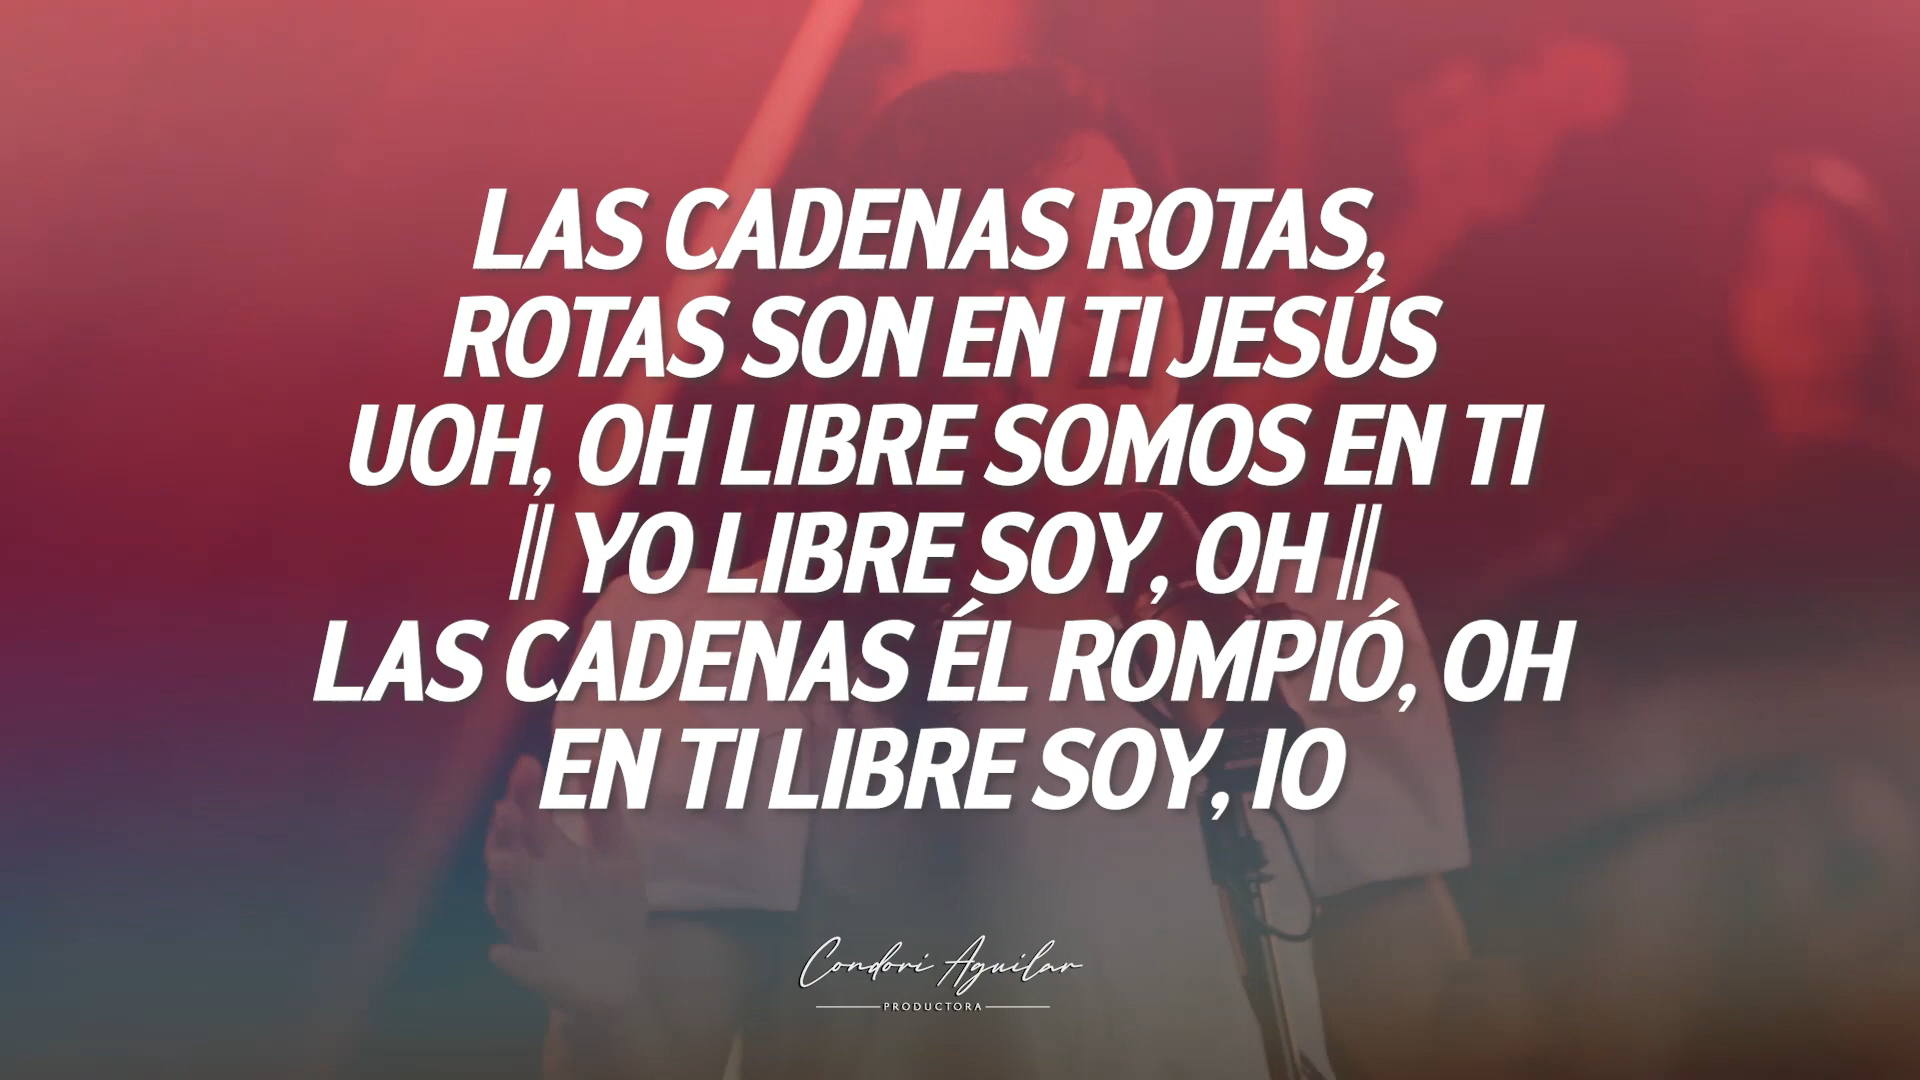 LAS CADENAS ROTAS,
ROTAS SON EN TI JESÚS
UOH, OH LIBRE SOMOS EN TI
|| YO LIBRE SOY, OH ||
LAS CADENAS ÉL ROMPIÓ, OH
EN TI LIBRE SOY, IO
Condori Aguilar
PRODUCTORA